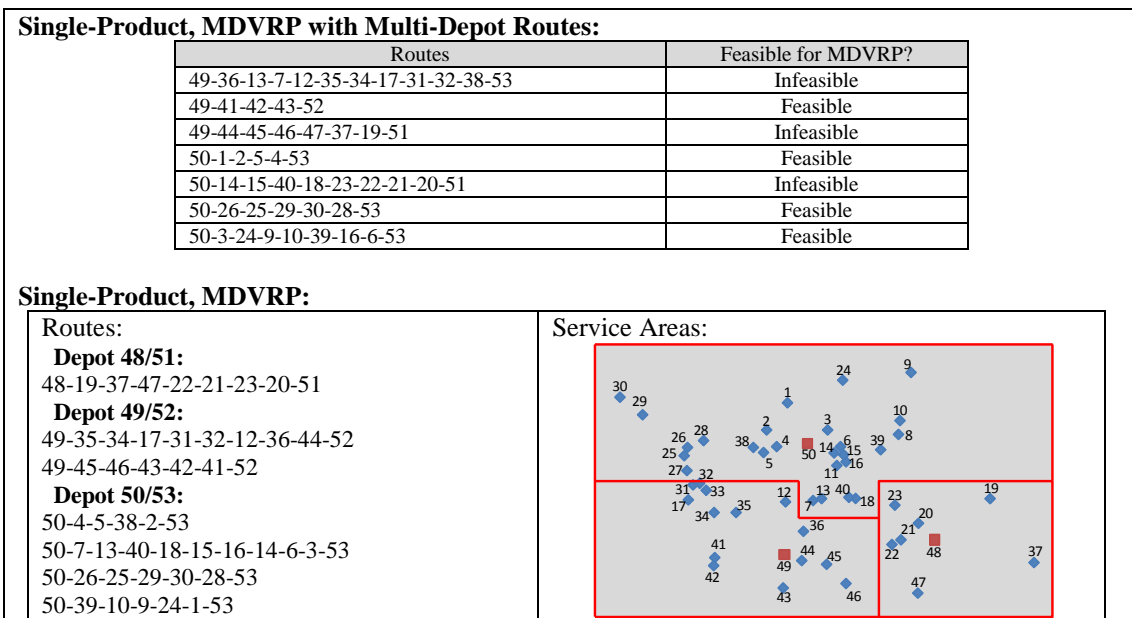 Single-Product, MDVRP with Multi-Depot Routes:
Routes Feasible for MDVRP?
49-36-13-7-12-35-34-17-31-32-38-53 Infeasible
49-41-42-43-52 Feasible
49-44-45-46-47-37-19-51 Infeasible
50-1-2-5-4-53 Feasible
50-14-15-40-18-23-22-21-20-51 Infeasible
50-26-25-29-30-28-53 Feasible
50-3-24-9-10-39-16-6-53 Feasible
Single-Product, MDVRP:
Routes:
Depot 48/51:
48-19-37-47-22-21-23-20-51
Depot 49/52:
49-35-34-17-31-32-12-36-44-52
49-45-46-43-42-41-52
Depot 50/53:
50-4-5-38-2-53
50-7-13-40-18-15-16-14-6-3-53
50-26-25-29-30-28-53
50-39-10-9-24-1-53
Service Areas:
9
24
30
1
29
10
2 3
28 8
26 38 4 6 39
14 15
25 5 50
16
11
27
32
31 33 12 13 40 19
17 7 18 23
34 35
20
36
21
41 44 45 22 48 37
49
42
47
43 46